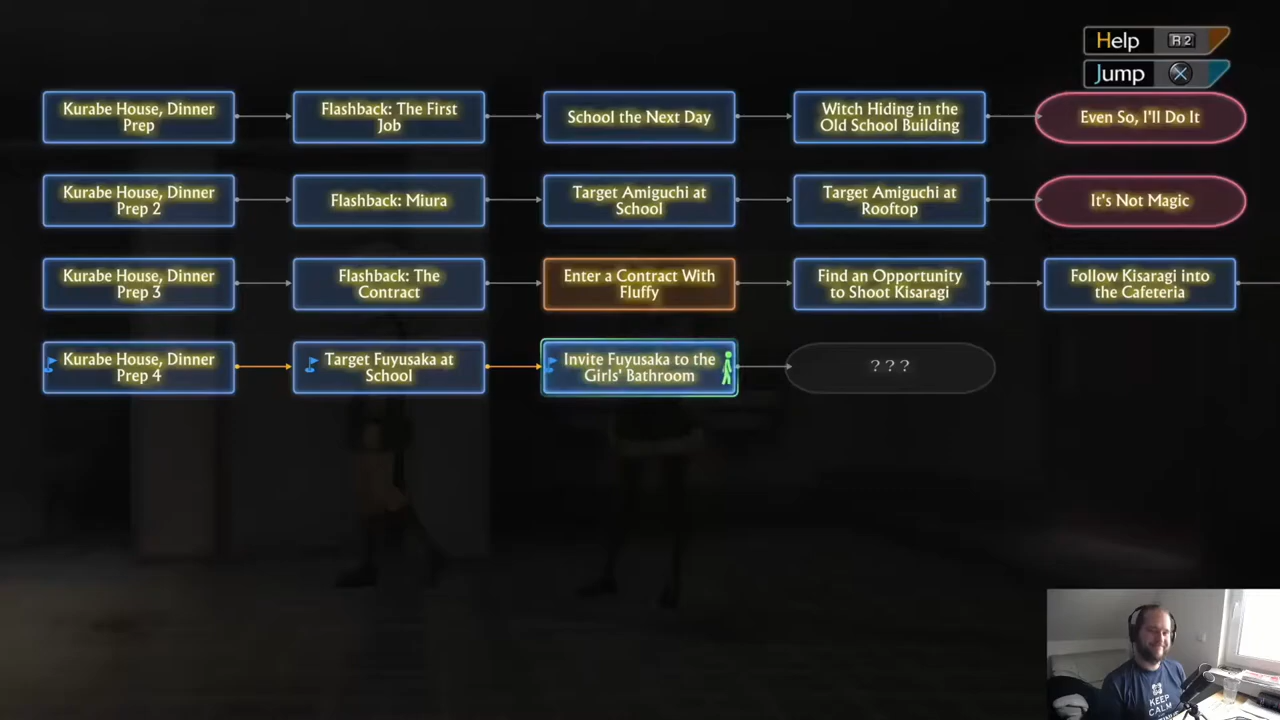 Help R2
Jump
Kurabe House, Dinner
Prep
Flashback: The First
Job
School the Next Day
Witch Hiding in the
Old School Building
Even So, I'll Do It
Kurabe House, Dinner
Prep 2
Flashback: Miura
Target Amiguchi at
School
Target Amiguchi at
Rooftop
It's Not Magic
Kurabe House, Dinner
Prep 3
Flashback: The
Contract
Enter a Contract With
Fluffy
Find an Opportunity
to Shoot Kisaragi
Follow Kisaragi into
the Cafeteria
Kurabe House, Dinner
Prep 4
Target Fuyusaka at
School
Invite Fuyusaka to the
Girls' Bathroom
? ? ?
KEEP
CALM